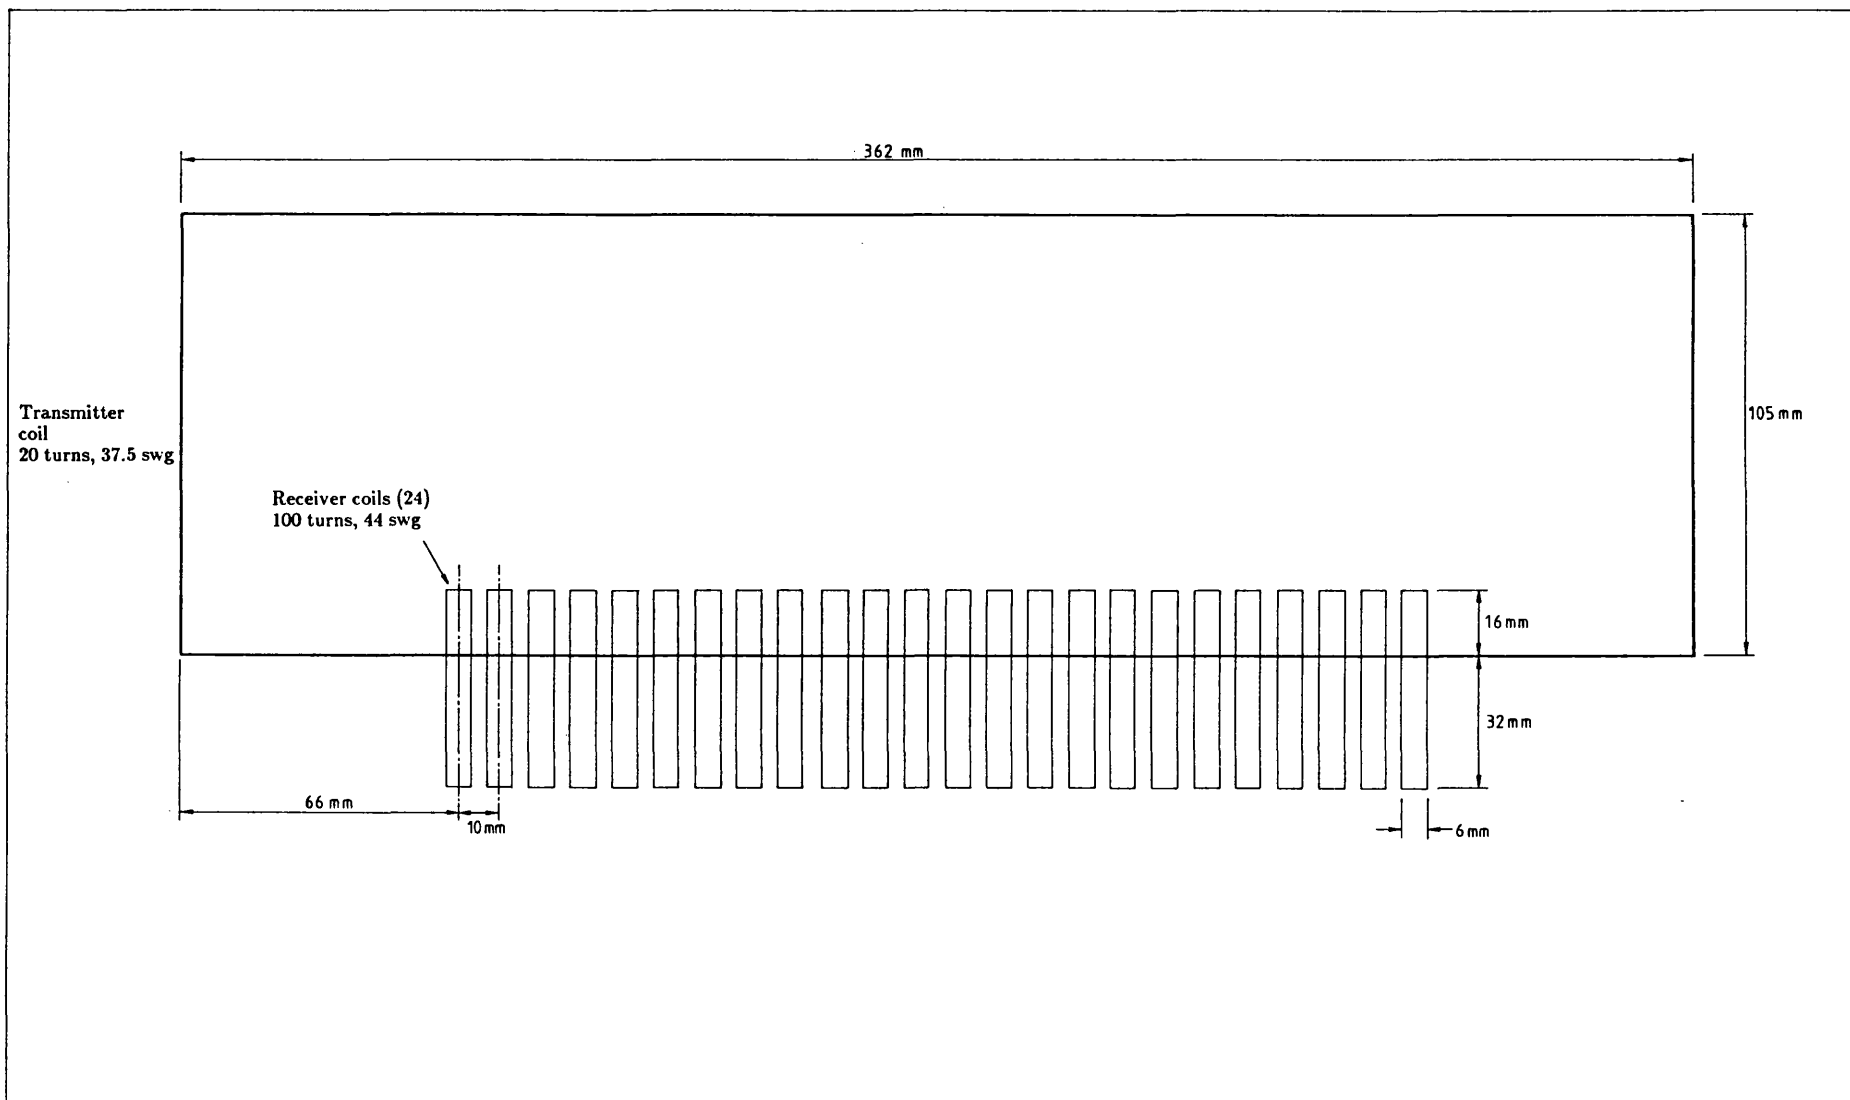 362 mm
Transmitter
coil
20 turns, 37.5 swg
105 mm
Receiver coils (24)
100 turns, 44 swg
16 mm
32 mm
66 mm
10 mm
6 mm